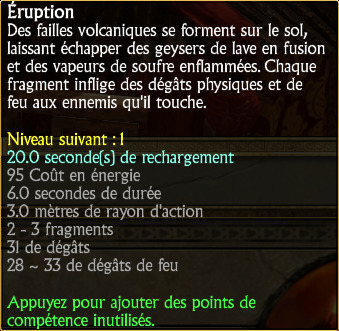 Éruption
Des failles volcaniques se forment sur le sol,
laissant échapper des geysers de lave en fusion
et des vapeurs de soufre enflammées. Chaque
fragment inflige des dégâts physiques et de
feu aux ennemis qu'il touche.
Niveau suivant : 1
20.0 seconde(s) de rechargement
95 Coût en énergie
6.0 secondes de durée
3.0 mètres de rayon d'action
2 - 3 fragments
31 de dégâts
28 ~ 33 de dégâts de feu
Appuyez pour ajouter des points de
compétence inutilisés.